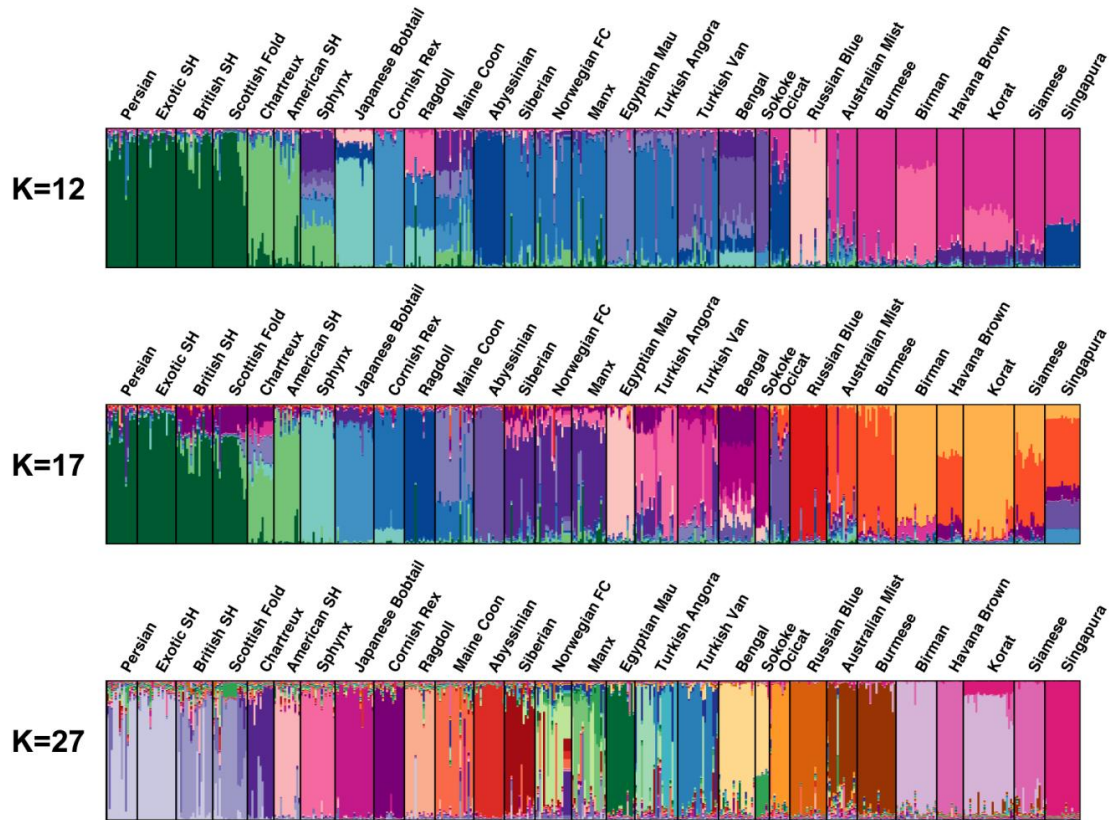 Persian
Exotic SH
British SH
Scottish Fold
Chartreux
American SH
Sphynx
Japanese Bobtail
Cornish Rex
Ragdoll
Maine Coon
Abyssinian
Siberian
Norwegian FC
Manx
Egyptian Mau
Turkish Angora
Turkish Van
Bengal
Sokoke
Ocicat
Russian Blue
Australian Mist
Burmese
Birman
Havana Brown
Korat
Siamese
Singapura
K=12
Persian
Exotic SH
British SH
Scottish Fold
Chartreux
American SH
Sphynx
Japanese Bobtail
Cornish Rex
Ragdoll
Maine Coon
Abyssinian
Siberian
Norwegian FC
Manx
Egyptian Mau
Turkish Angora
Turkish Van
Bengal
Sokoke
Ocicat
Russian Blue
Australian Mist
Burmese
Birman
Havana Brown
Korat
Siamese
Singapura
K=17
Persian
Exotic SH
British SH
Scottish Fold
Chartreux
American SH
Sphynx
Japanese Bobtail
Cornish Rex
Ragdoll
Maine Coon
Abyssinian
Siberian
Norwegian FC
Manx
Egyptian Mau
Turkish Angora
Turkish Van
Bengal
Sokoke
Ocicat
Russian Blue
Australian Mist
Burmese
Birman
Havana Brown
Korat
Siamese
Singapura
K=27